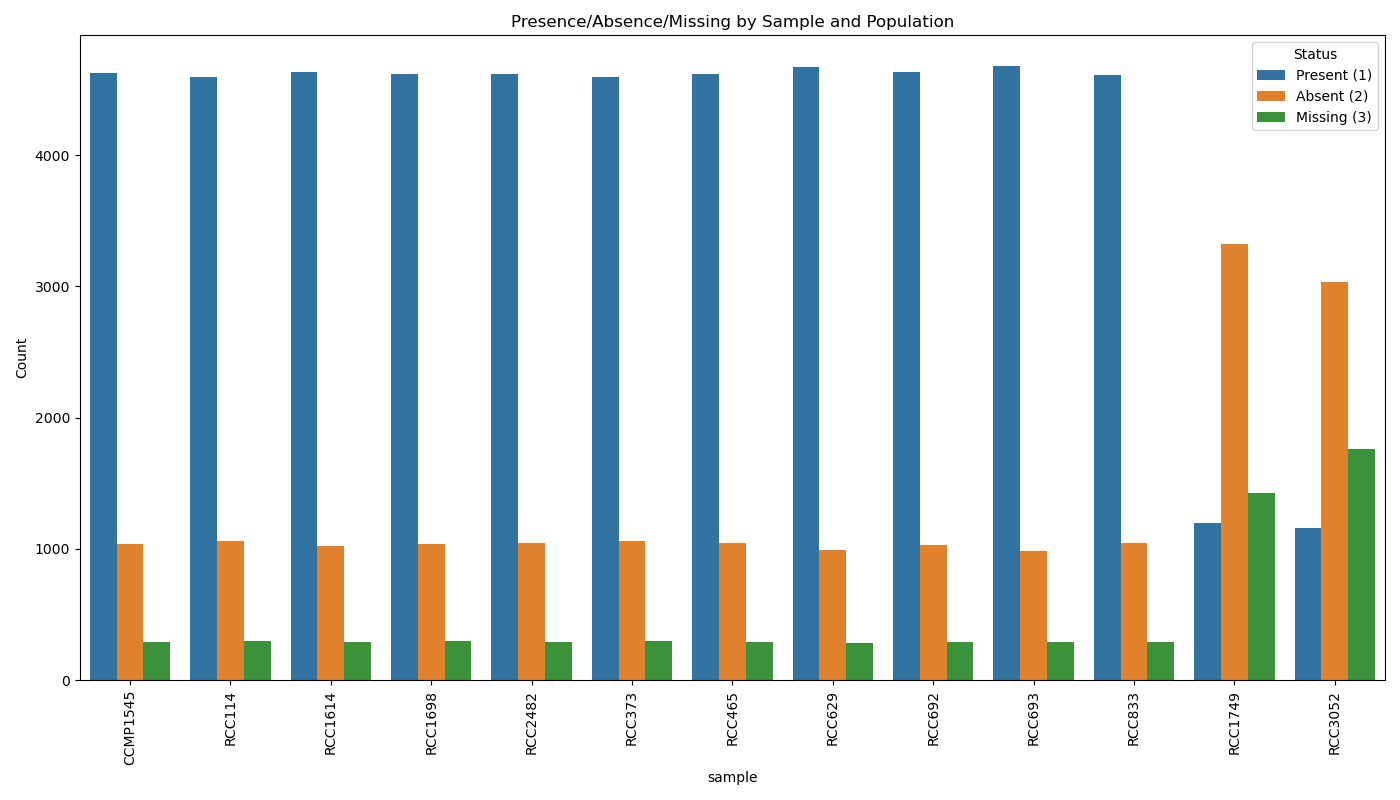 Presence/Absence/Missing by Sample and Population
Status
Present (1)
Absent (2)
Missing (3)
Count
4000
3000
2000
1000
0
CCMP1545
RCC114
RCC1614
RCC1698
RCC2482
RCC373
RCC465
RCC629
RCC692
RCC693
RCC833
RCC1749
RCC3052
sample